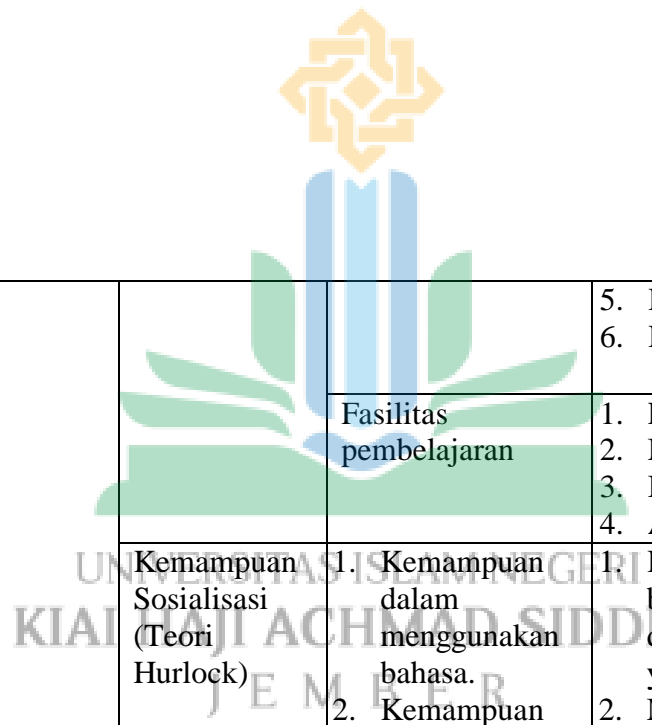 5.
6.
Fasilitas
pembelajaran
1.
2.
3.
4.
Kemampuan
Sosialisasi
(Teori
Hurlock)
1. Kemampuan
dalam
menggunakan
bahasa.
2. Kemampuan
1.
2.
UNIVERSITAS ISLAM NEGERI
KIAI HAJI ACHMAD
JEMBER